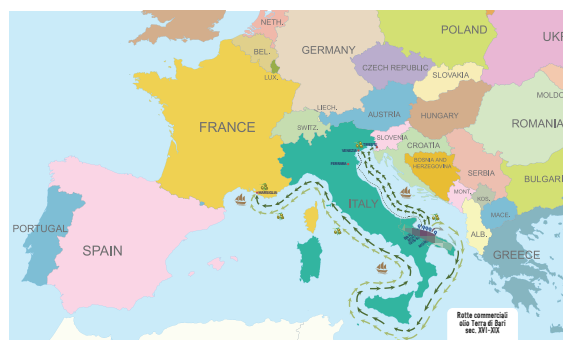 NETH.
POLAND
BEL.
GERMANY
UKR
LUX.
CZECH REPUBLIC
SLOVAKIA
LIECH.
AUSTRIA
HUNGARY
MOLDO
FRANCE
SWITZ.
SLOVENIA
CROATIA
ROMANIA
BOSNIA AND
HERZEGOVINA
SERBIA
ITALY
MONT.
KOS.
BULGARI
PORTUGAL
SPAIN
ALB.
MACE.
GREECE
Rotte commerciali
olio Terra di Bari
sec. XVI-XIX